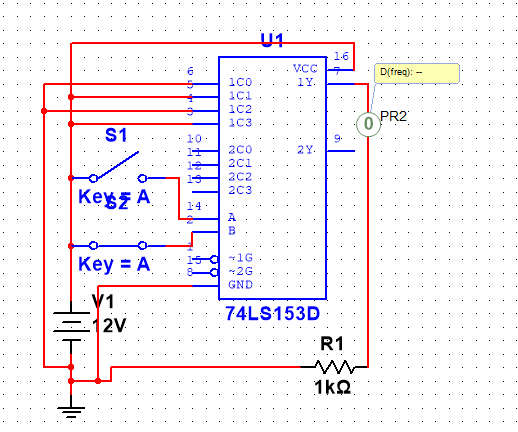 U1
16
VCC
D(freq): --
6
7
5
1C0
1Y
4
1C1
PR2
3
1C2
0
1C3
S1
10
9
11
2C0
2Y
12
2C1
13
2C2
2C3
Key = A
S2
14
A
2
B
1
Key = A
15
~1G
8
~2G
GND
V1
12V
74LS153D
R1
1kΩ